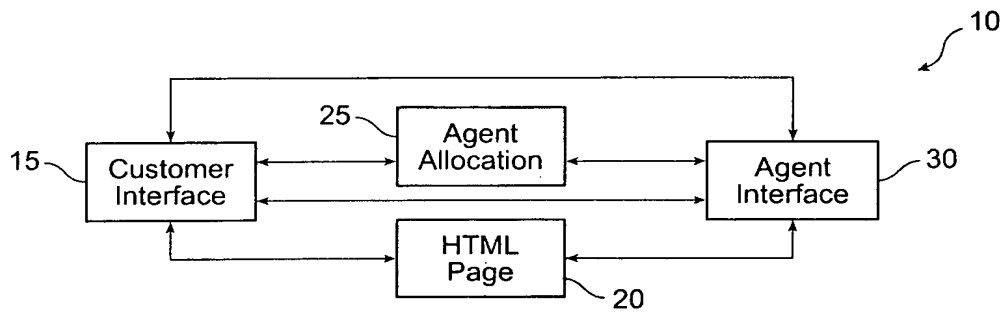 10
25
Agent
Allocation
15
Customer
Interface
Agent
Interface
30
HTML
Page
20